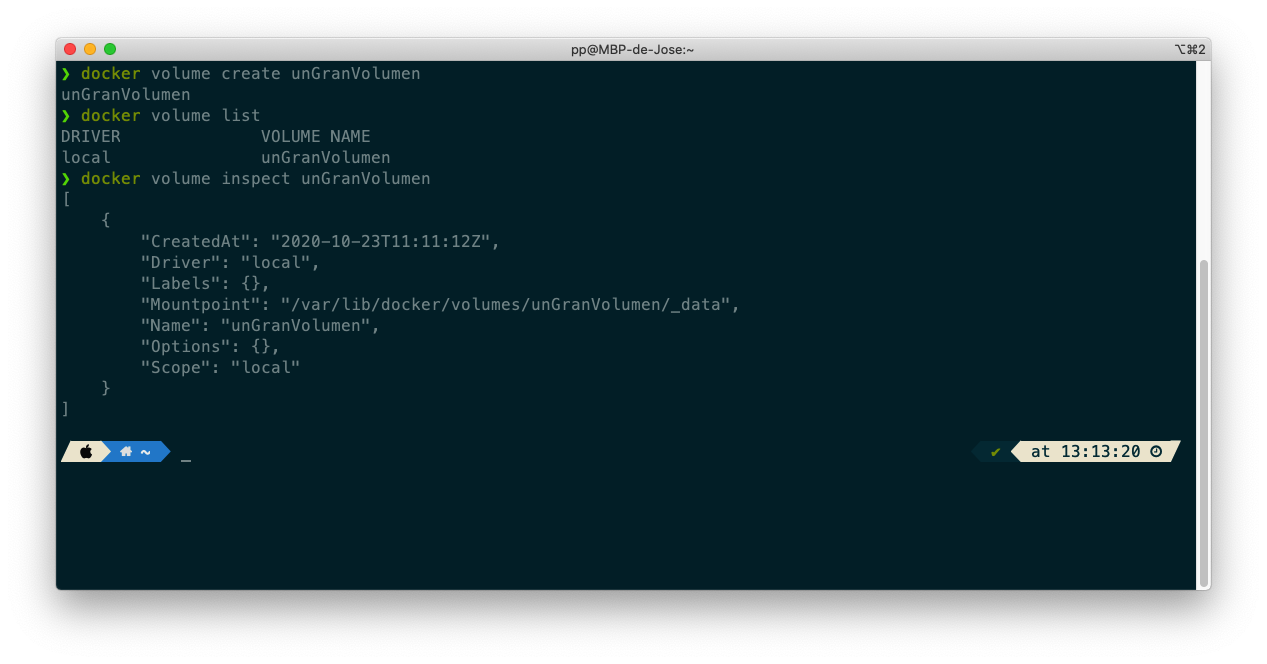 pp@MBP-de-Jose:~
⌥⌘2
❯ docker volume create unGranVolumen
unGranVolumen
❯ docker volume list
DRIVER              VOLUME NAME
local               unGranVolumen
❯ docker volume inspect unGranVolumen
[
    {
        "CreatedAt": "2020-10-23T11:11:12Z",
        "Driver": "local",
        "Labels": {},
        "Mountpoint": "/var/lib/docker/volumes/unGranVolumen/_data",
        "Name": "unGranVolumen",
        "Options": {},
        "Scope": "local"
    }
]
~ _ ✔ at 13:13:20